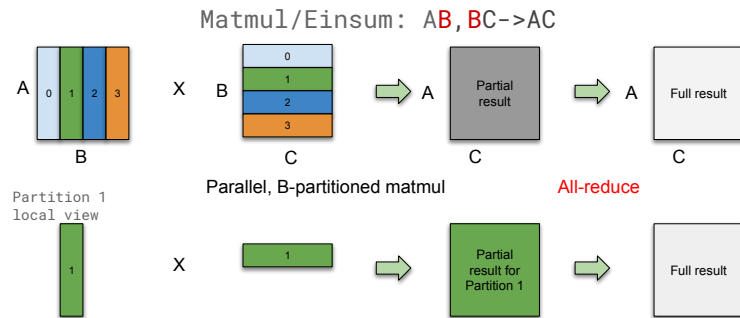 Matmul/Einsum: AB,BC->AC
A
0
1
2
3
B
X
B
0
1
2
3
C
A
Partial
result
C
A
Full result
C
Parallel, B-partitioned matmul
All-reduce
Partition 1
local view
1
X
1
Partial
result for
Partition 1
Full result